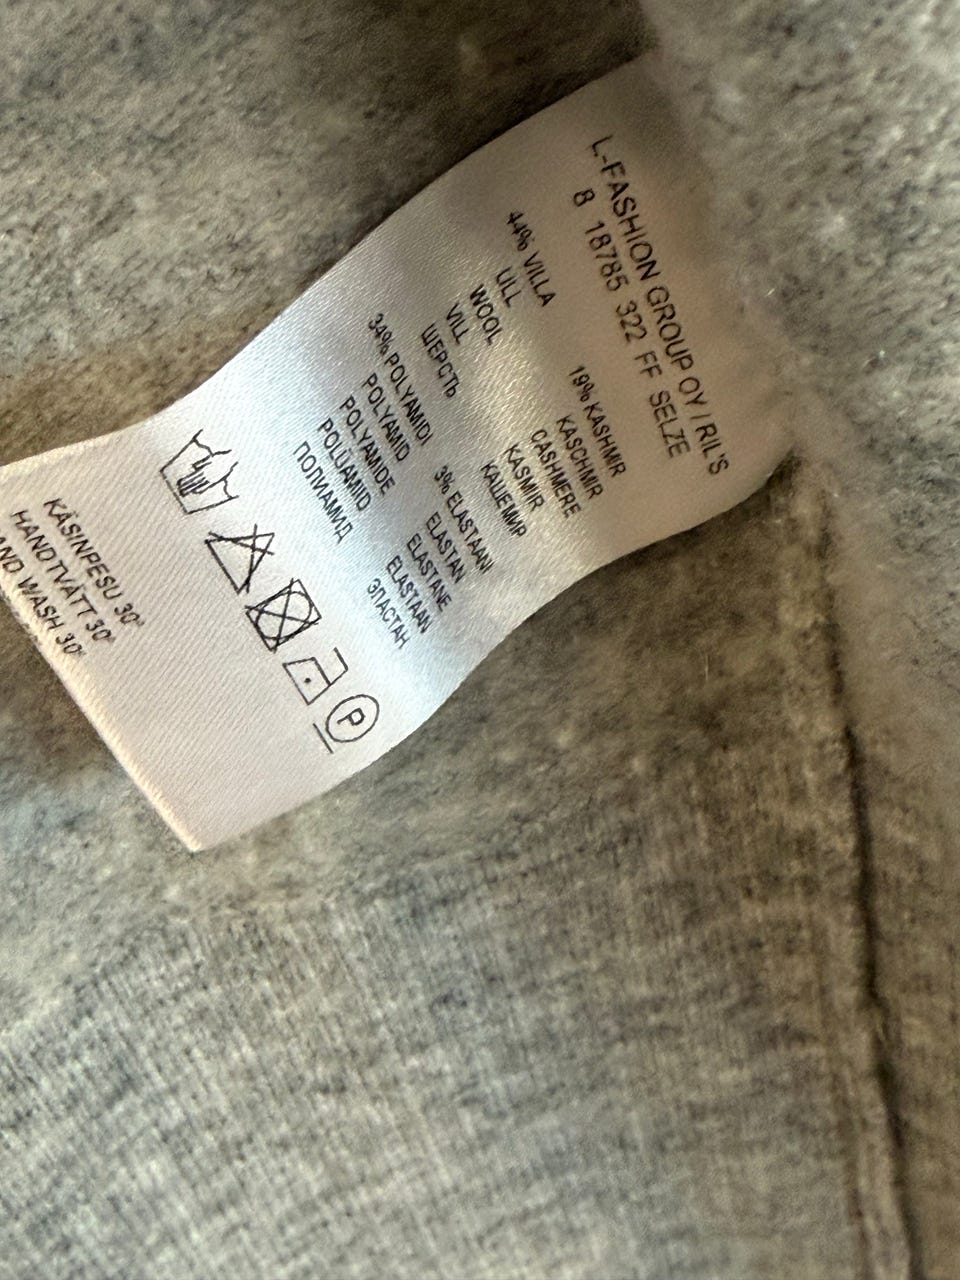 L-FASHION GROUP OY / RIL'S
8 18785 322 FF SELZE
44% VILLA
ULL
WOOL
VILL
ШЕРСТЬ
19% KASHMIR
KASCHMIR
CASHMERE
KASMIIR
КАШЕМИР
34% POLYAMIDI
POLYAMID
POLYAMIDE
POLÜAMIID
ПОЛИАМИД
3% ELASTAANI
ELASTAN
ELASTANE
ELASTAAN
ЭЛАСТАН
P
KÄSINPESU 30°
HANDTVÄTT 30°
AND WASH 30°